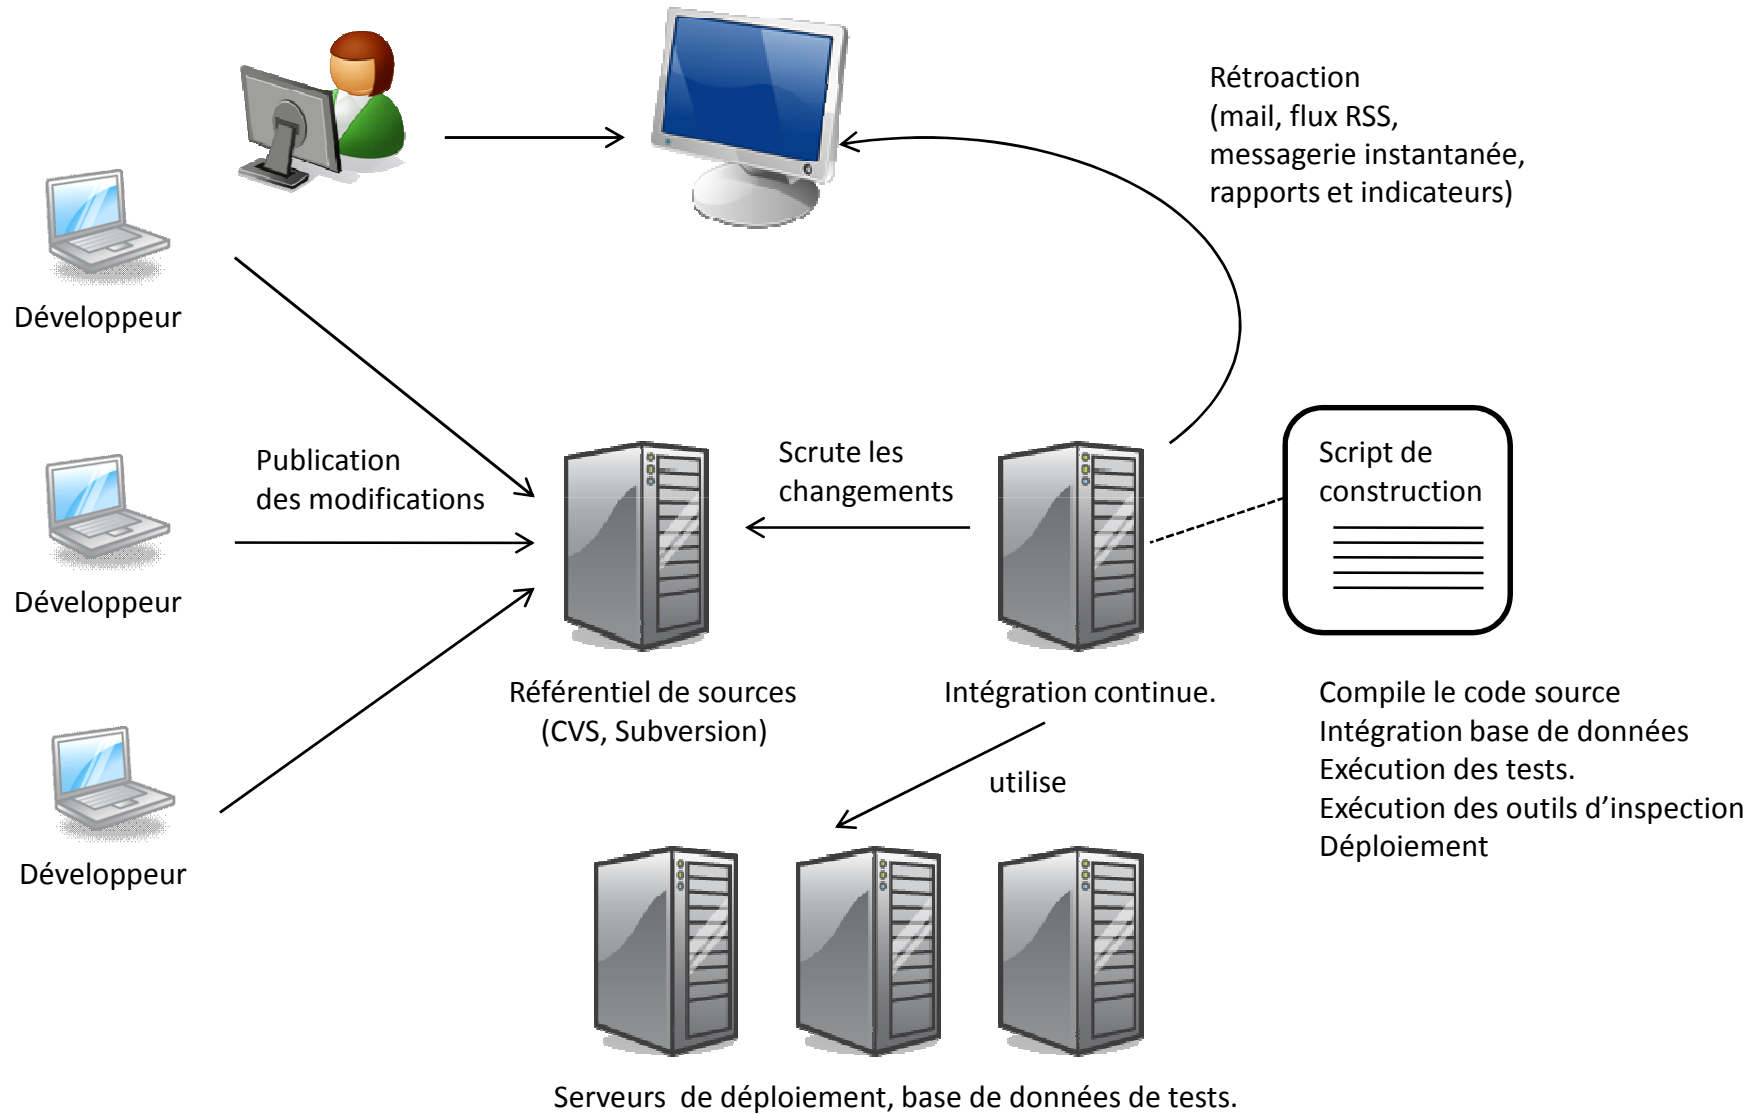 Rétroaction
(mail, flux RSS,
messagerie instantanée,
rapports et indicateurs)
Développeur
Publication
des modifications
Scrute les
changements
Script de
construction
Développeur
Référentiel de sources
(CVS, Subversion)
Intégration continue.
Compile le code source
Intégration base de données
Exécution des tests.
Exécution des outils d’inspection
Déploiement
utilise
Développeur
Serveurs  de déploiement, base de données de tests.